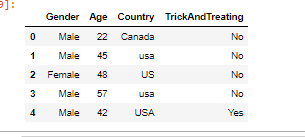 9]:
Gender Age Country TrickAndTreating
0 Male 22 Canada No
1 Male 45 usa No
2 Female 48 US No
3 Male 57 usa No
4 Male 42 USA Yes